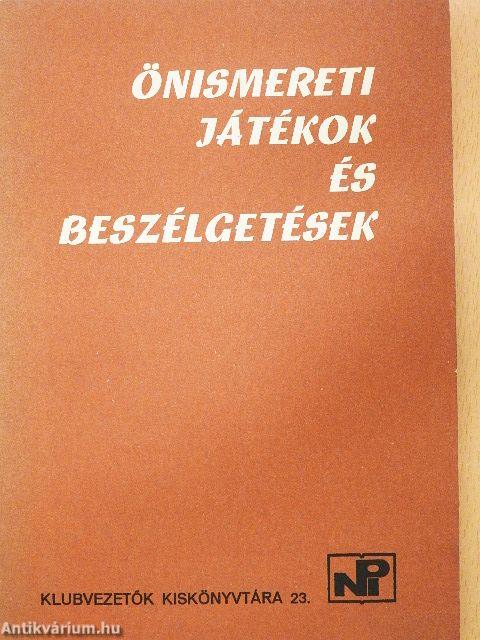 ÖNISMERETI
JÁTÉKOK
ÉS
BESZÉLGETÉSEK
NPI
KLUBVEZETŐK KISKÖNYVTÁRA 23.
Antikvárium.hu